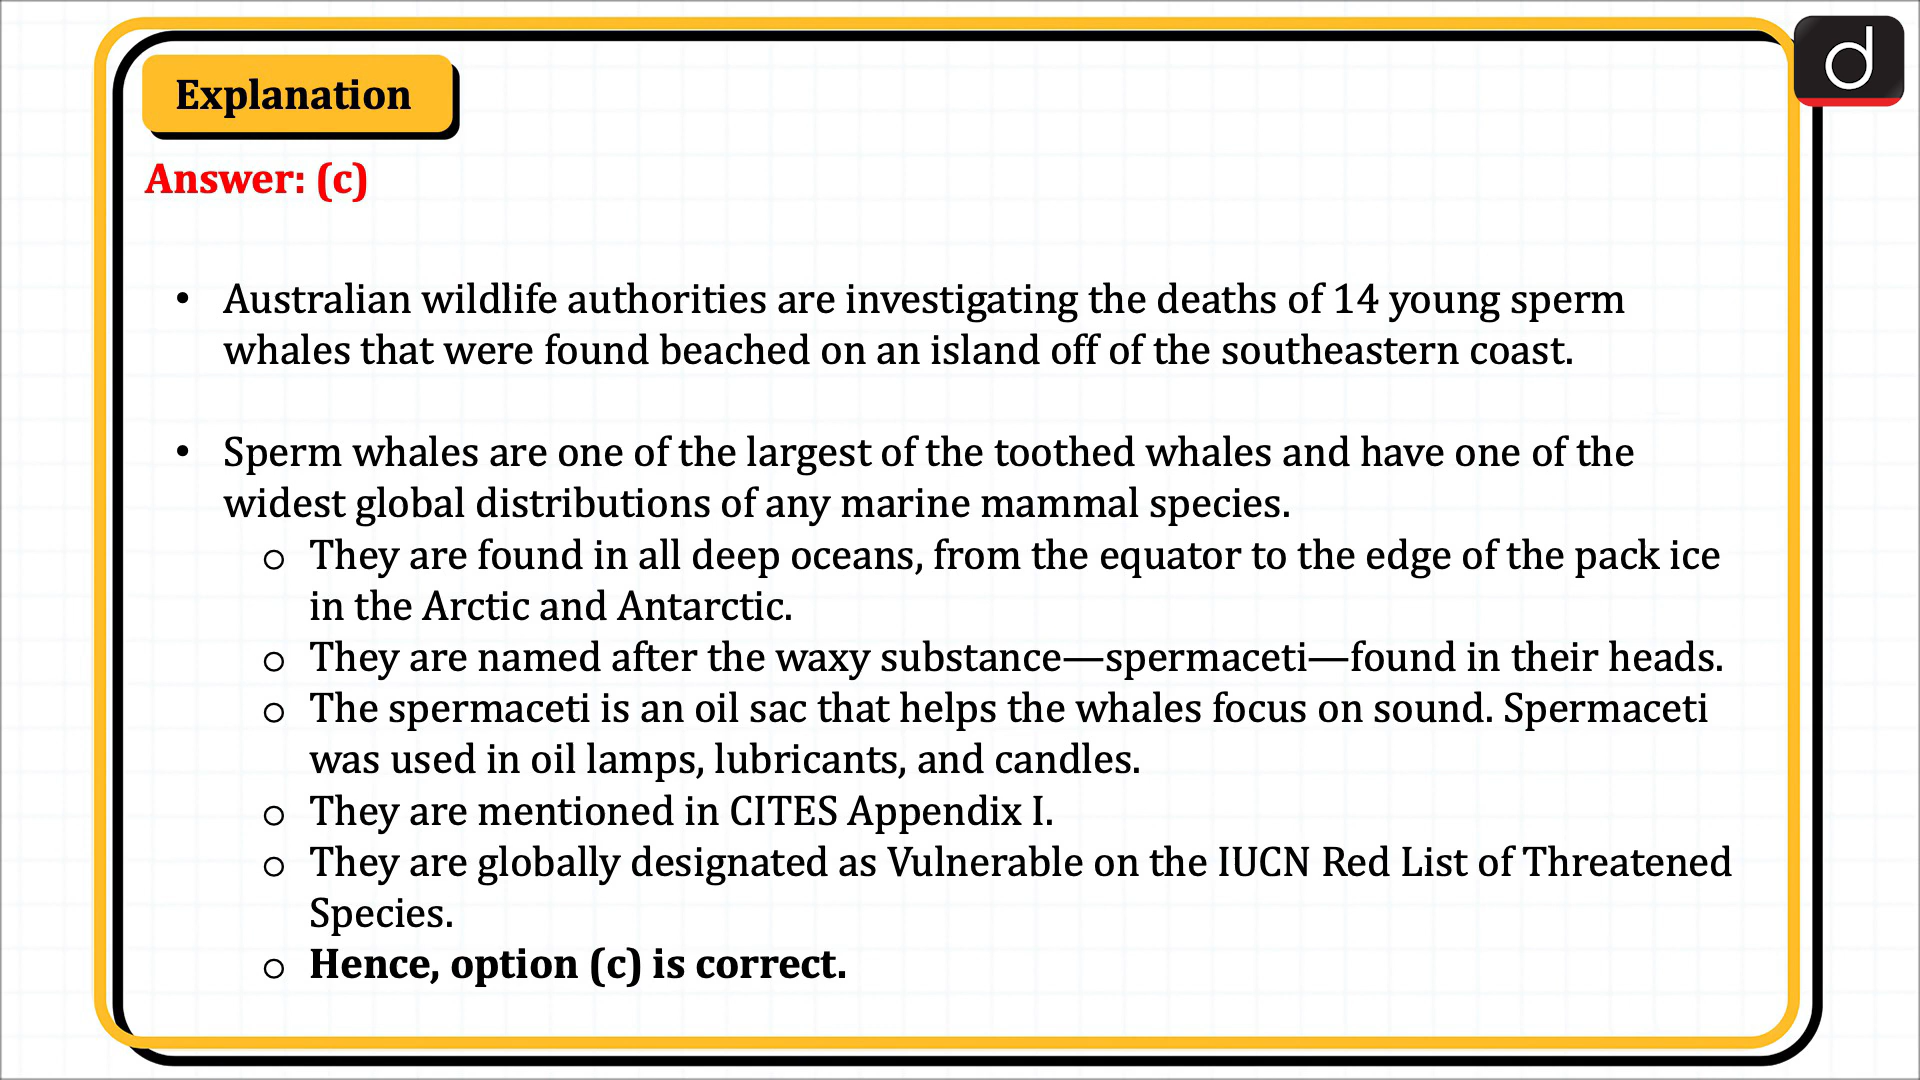 d
Explanation
Answer: (c)
• Australian wildlife authorities are investigating the deaths of 14 young sperm
whales that were found beached on an island off of the southeastern coast.
• Sperm whales are one of the largest of the toothed whales and have one of the
widest global distributions of any marine mammal species.
o They are found in all deep oceans, from the equator to the edge of the pack ice
in the Arctic and Antarctic.
o They are named after the waxy substance—spermaceti—found in their heads.
o The spermaceti is an oil sac that helps the whales focus on sound. Spermaceti
was used in oil lamps, lubricants, and candles.
o They are mentioned in CITES Appendix I.
o They are globally designated as Vulnerable on the IUCN Red List of Threatened
Species.
o Hence, option (c) is correct.